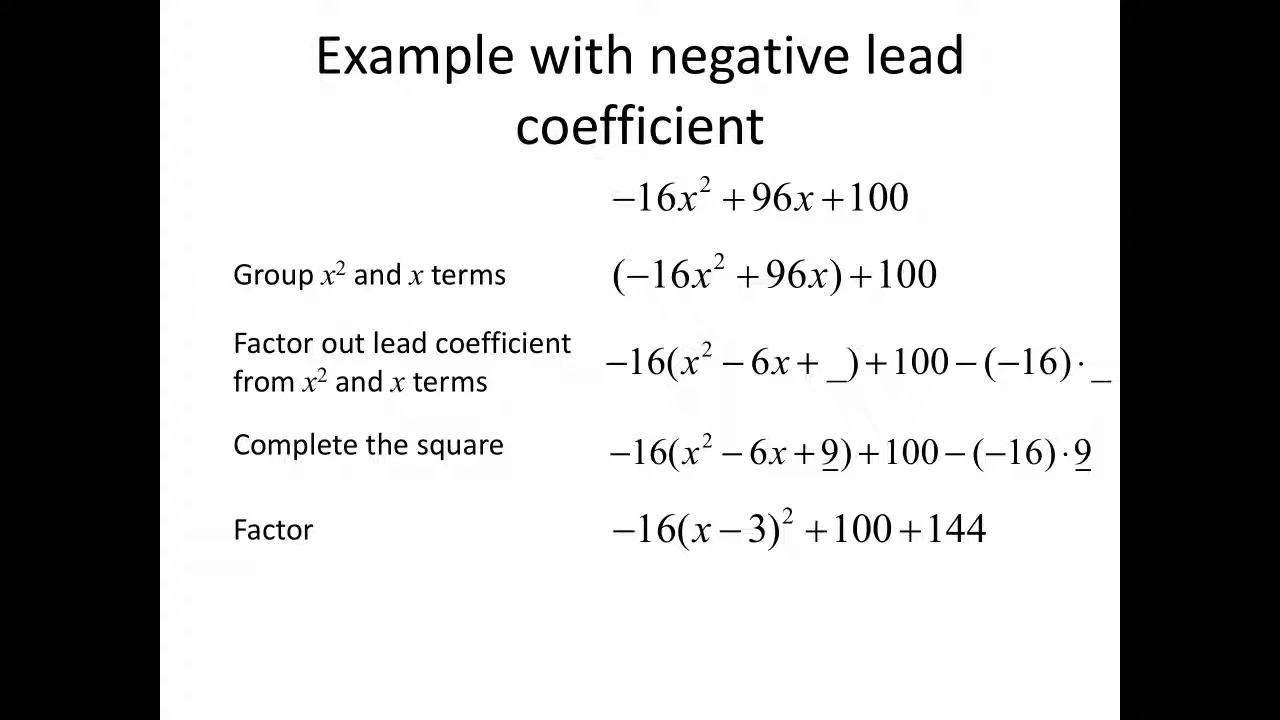 Example with negative lead
coefficient
−16x² + 96x + 100
Group x² and x terms
(−16x² + 96x) + 100
Factor out lead coefficient
from x² and x terms
−16(x² − 6x + _) + 100 − (−16) · _
Complete the square
−16(x² − 6x + 9) + 100 − (−16) · 9
Factor
−16(x − 3)² + 100 + 144